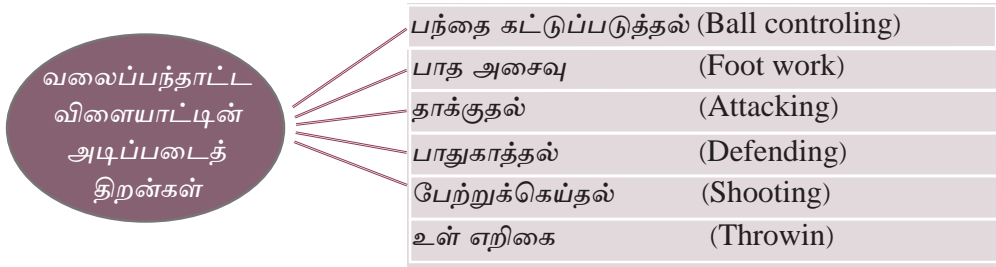 வலைப்பந்தாட்ட
விளையாட்டின்
அடிப்படைத்
திறன்கள்
பந்தை கட்டுப்படுத்தல் (Ball controling)
பாத அசைவு (Foot work)
தாக்குதல் (Attacking)
பாதுகாத்தல் (Defending)
பேற்றுக்கெய்தல் (Shooting)
உள் எறிகை (Throwin)